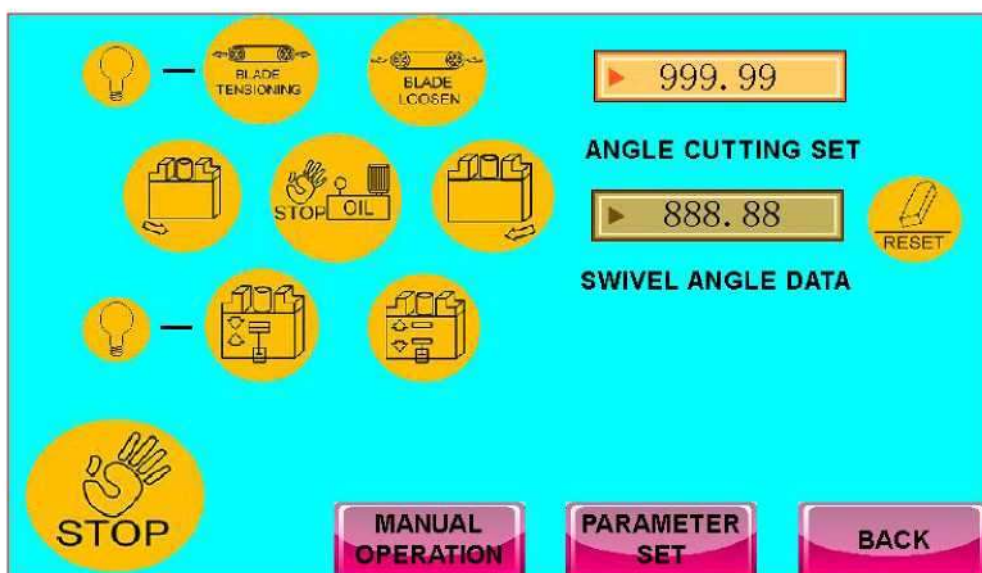 BLADE
TENSIONING
BLADE
LCOSEN
999.99
ANGLE CUTTING SET
STOP OIL
888.88
RESET
SWIVEL ANGLE DATA
STOP
MANUAL
OPERATION
PARAMETER
SET
BACK